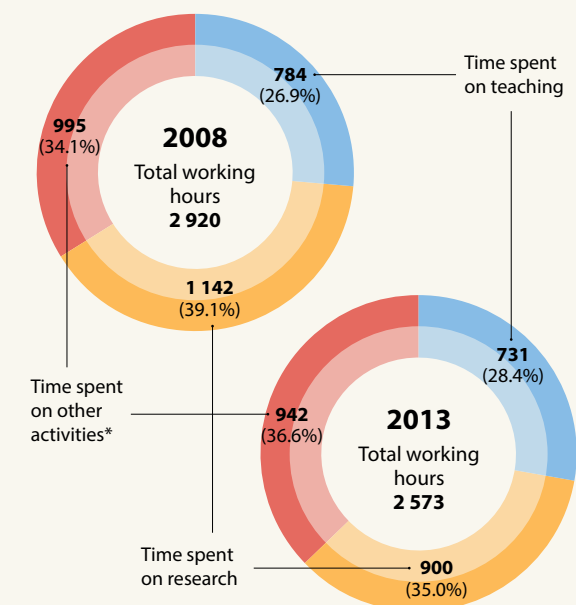 784
(26.9%)
Time spent
on teaching
995
(34.1%)
2008
Total working
hours
2 920
1 142
(39.1%)
Time spent
on other
activities*
731
(28.4%)
942
(36.6%)
2013
Total working
hours
2 573
Time spent
on research
900
(35.0%)